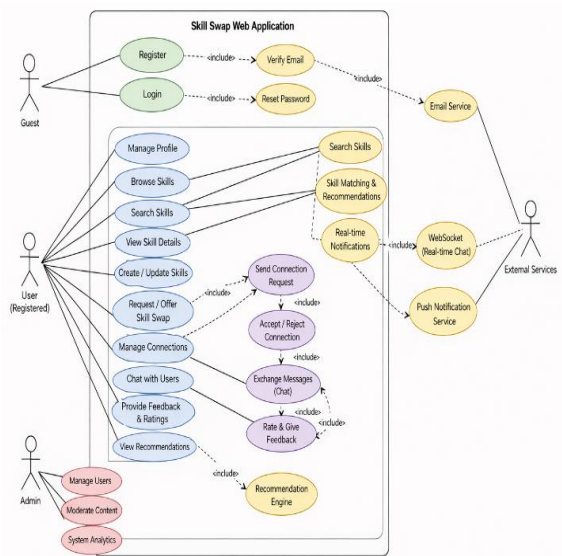 Skill Swap Web Application
Register
<include>
Verify Email
Login
<include>
Reset Password
<include>
Email Service
Guest
Manage Profile
Browse Skills
Search Skills
View Skill Details
Create / Update Skills
Request / Offer
Skill Swap
Manage Connections
Chat with Users
Provide Feedback
& Ratings
View Recommendations
User
(Registered)
Search Skills
Skill Matching &
Recommendations
Real-time
Notifications
<include>
WebSocket
(Real-time Chat)
External Services
Push Notification
Service
<include>
Send Connection
Request
<include>
Accept / Reject
Connection
<include>
Exchange Messages
(Chat)
<include>
<include>
Rate & Give
Feedback
<include>
Recommendation
Engine
Admin
Manage Users
Moderate Content
System Analytics